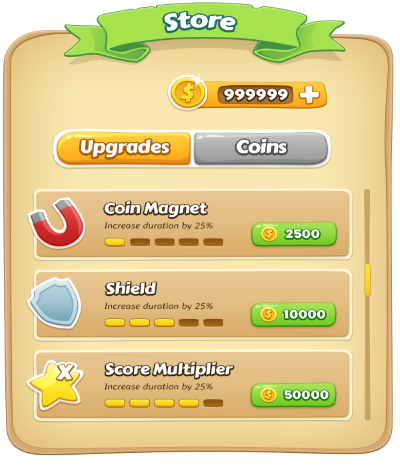 Store
999999 +
Upgrades Coins
Coin Magnet
Increase duration by 25%
2500
Shield
Increase duration by 25%
10000
X
Score Multiplier
Increase duration by 25%
50000